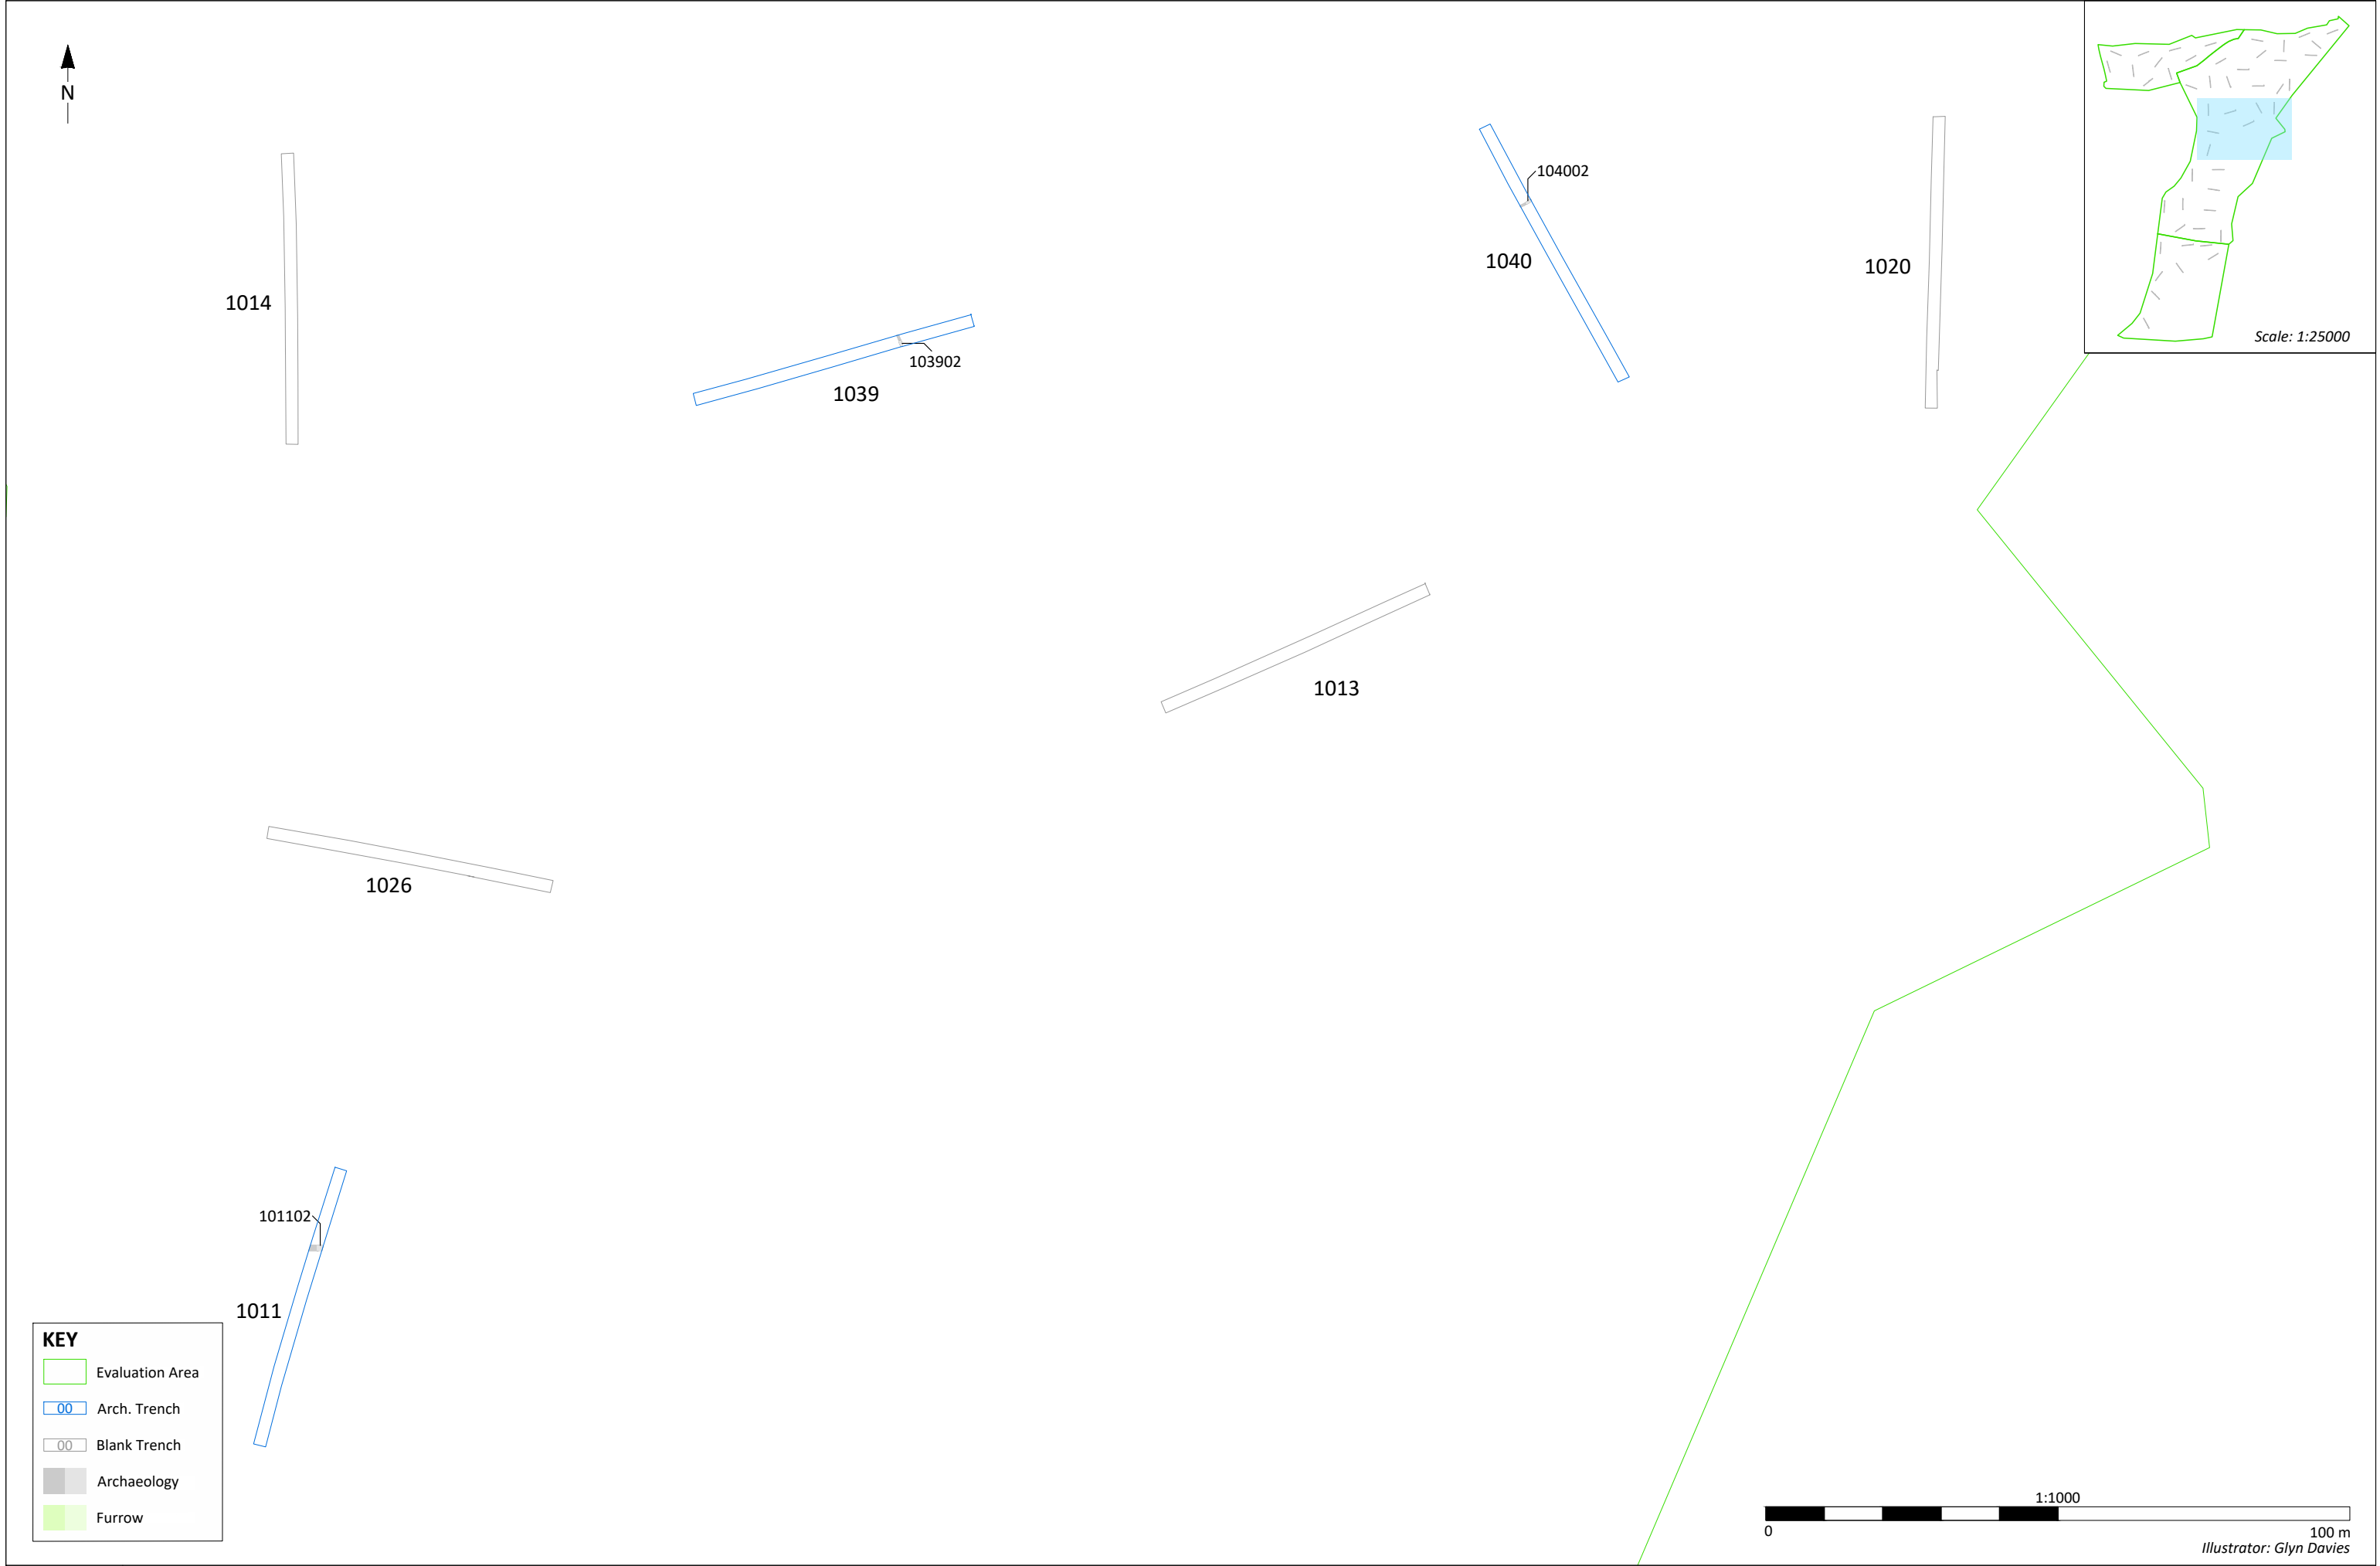 N
Scale: 1:25000
104002
1040
1020
1014
103902
1039
1013
1026
101102
1011
KEY
Evaluation Area
00 Arch. Trench
00 Blank Trench
Archaeology
Furrow
1:1000
0 100 m
Illustrator: Glyn Davies